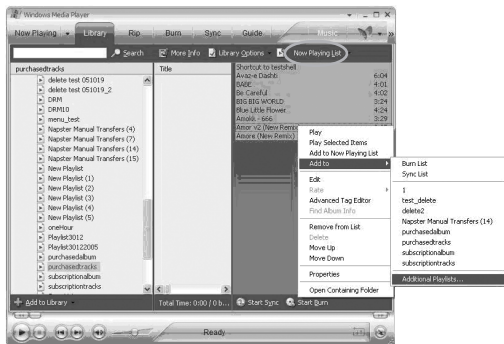 Windows Media Player
Now Playing Library Rip Burn Sync Guide Music
Search More Info Library Options Now Playing List
purchasedtracks
delete test 051019
delete test 051019_2
DRM
DRM10
menu_test
Napster Manual Transfers (4)
Napster Manual Transfers (7)
Napster Manual Transfers (14)
Napster Manual Transfers (15)
New Playlist
New Playlist (1)
New Playlist (2)
New Playlist (3)
New Playlist (4)
New Playlist (5)
oneHour
Playlist3012
Playlist30122005
purchasedalbum
purchasedtracks
subscriptionalbum
subscriptiontracks
Add to Library
Title
Total Time: 0:00 / 0 b...
Shortcut to testshell
Avaz-e Dashti 6:04
BABE 4:01
Be Careful 4:02
BIG BIG WORLD 3:24
Blue Little Flower 4:24
Amokk - 666 3:29
Amor v2 (New Remix
Amore (New Remix)
Play
Play Selected Items
Add to Now Playing List
Add to
Edit
Rate
Advanced Tag Editor
Find Album Info
Remove from List
Delete
Move Up
Move Down
Properties
Open Containing Folder
Burn List
Sync List
1
test_delete
delete2
Napster Manual Transfers (14)
purchasedalbum
purchasedtracks
subscriptionalbum
subscriptiontracks
Additional Playlists...
Start Sync Start Burn
Ready